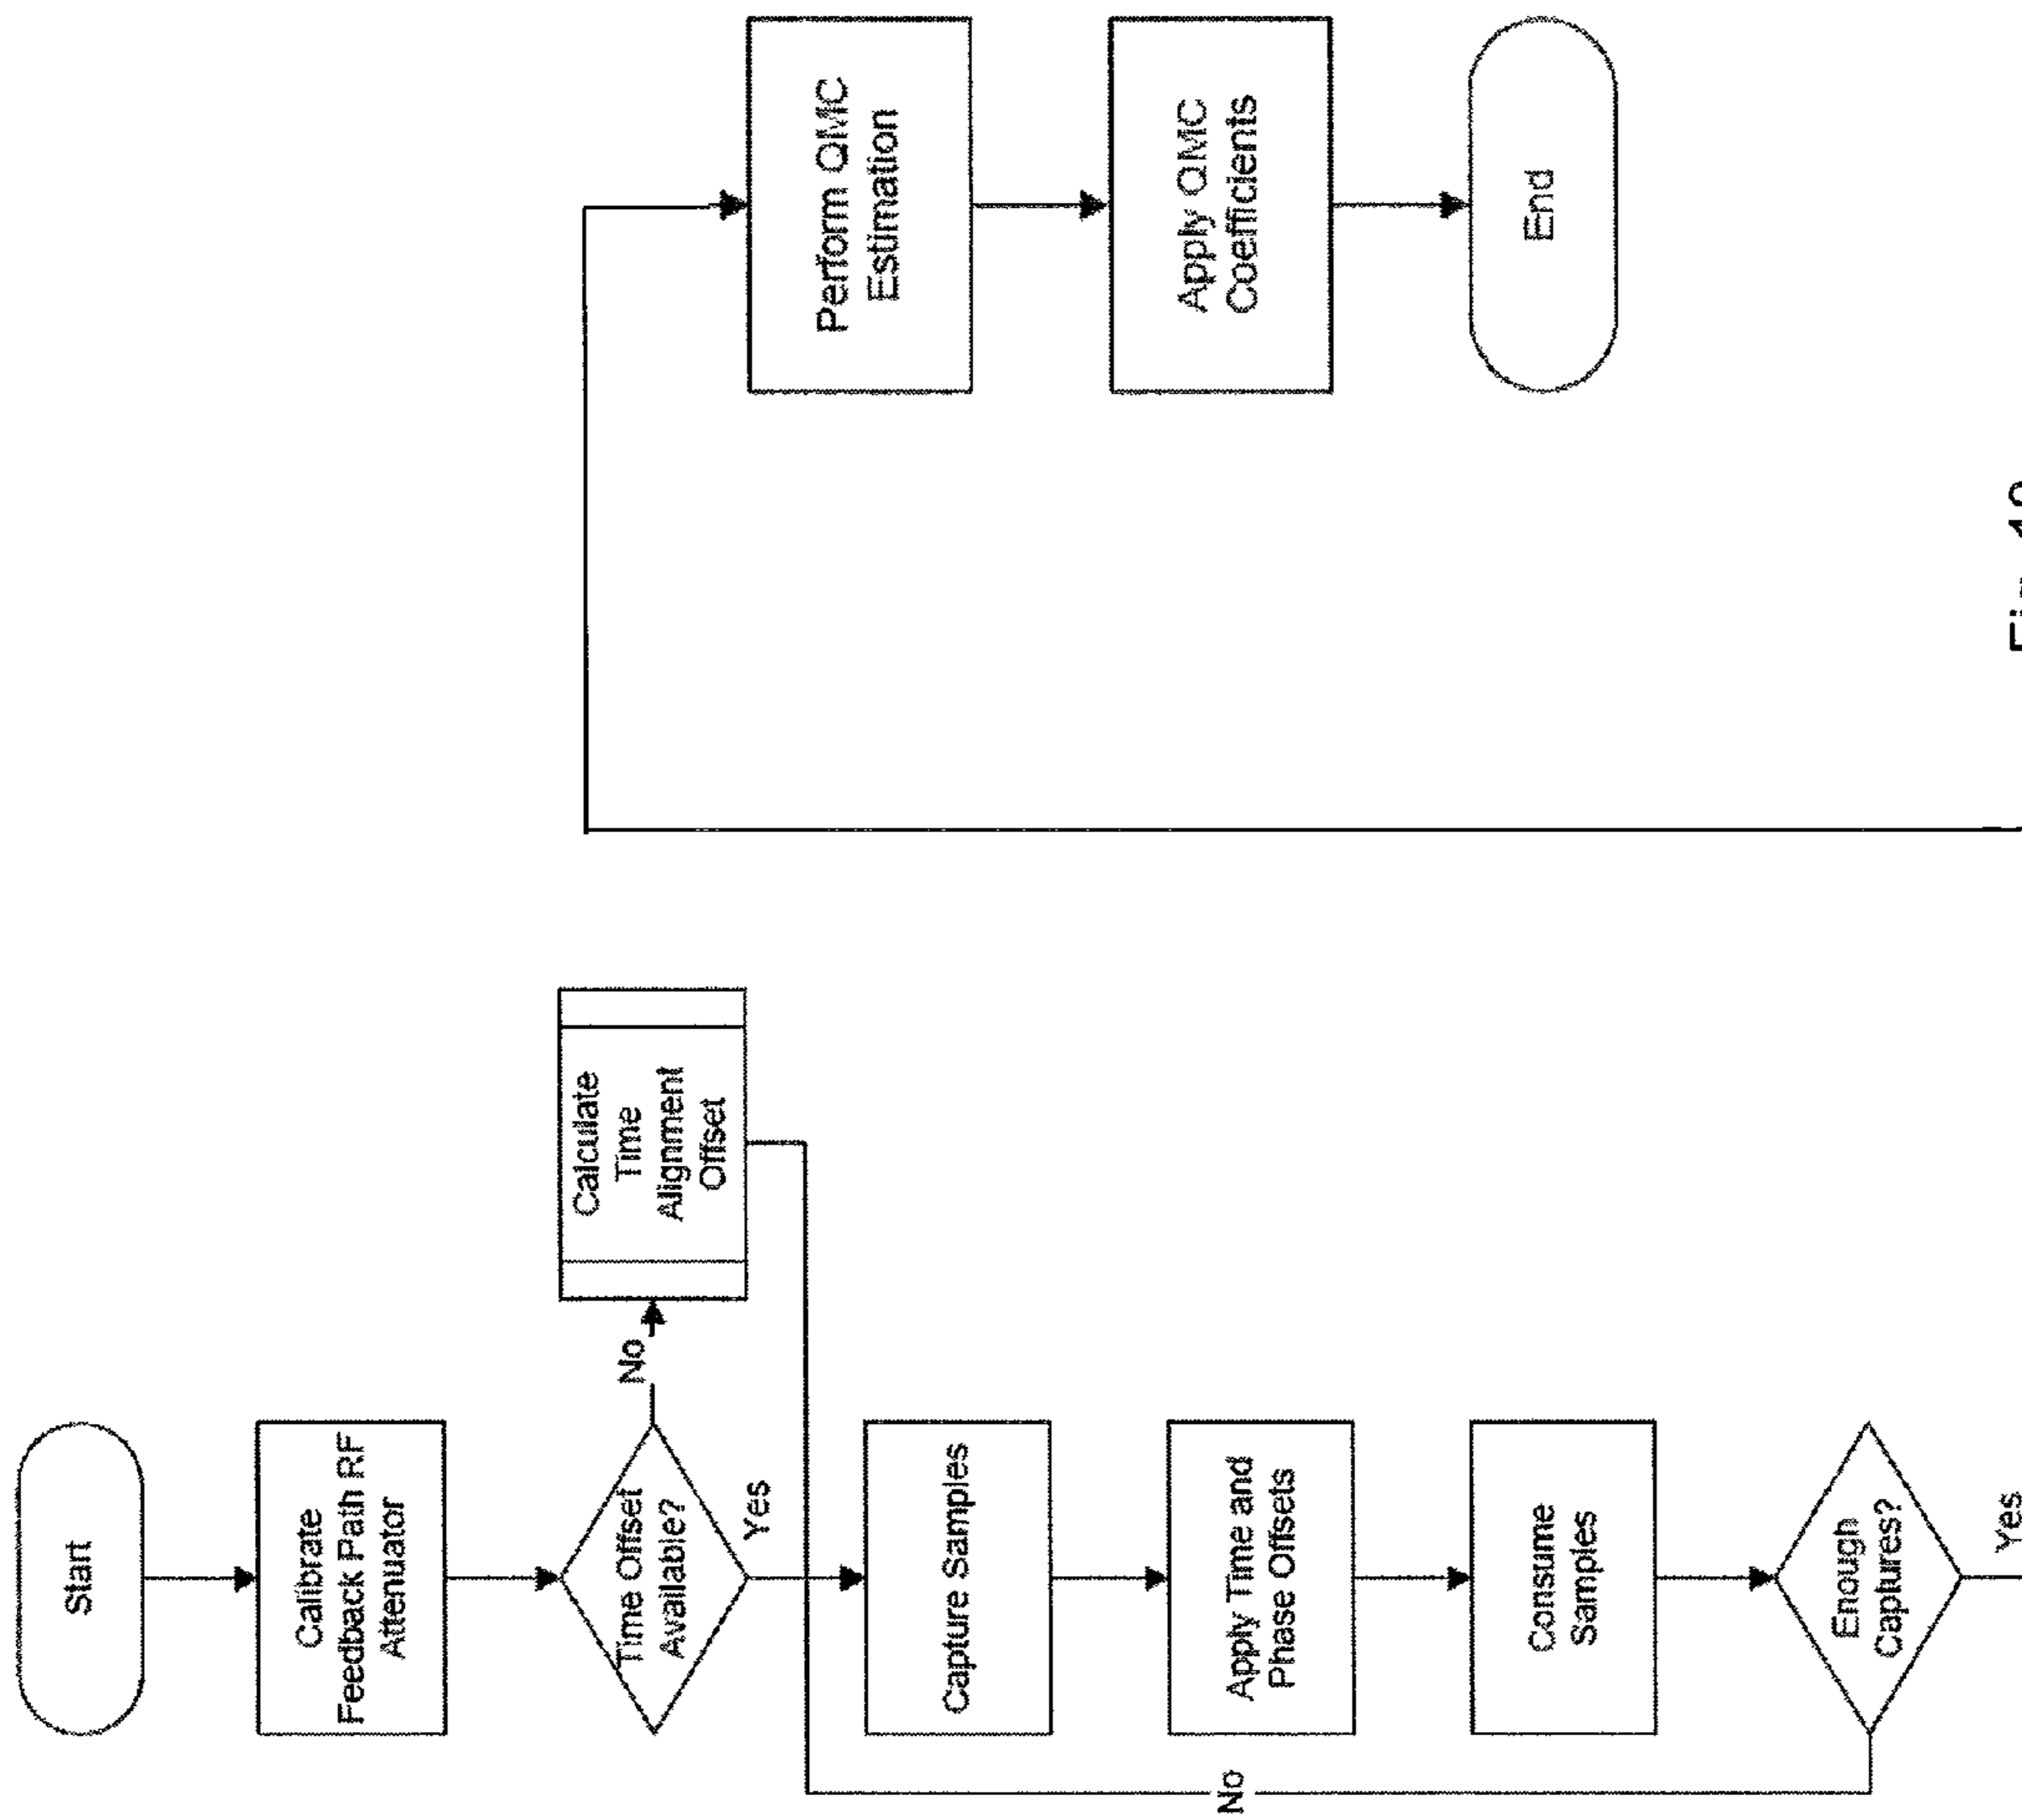 Start
Calibrate
Feedback Path RF
Attenuator
Time Offset
Available?
No
Calculate
Time
Alignment
Offset
Yes
Capture Samples
Apply Time and
Phase Offsets
Consume
Samples
Enough
Captures?
No
Yes
Perform QMC
Estimation
Apply QMC
Coefficients
End